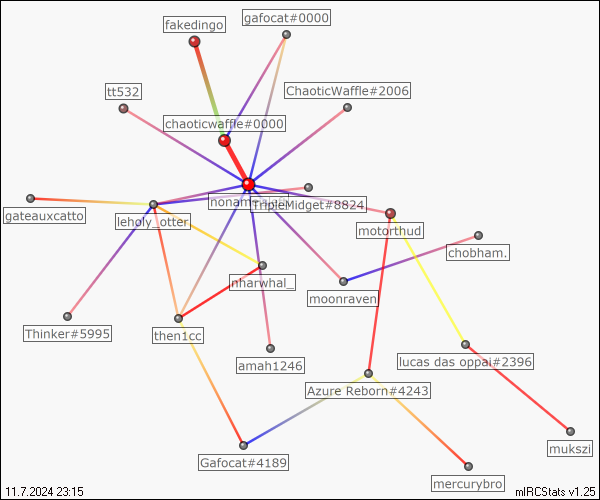 gafocat#0000
fakedingo
ChaoticWaffle#2006
tt532
chaoticwaffle#0000
TripleMidget#8824
gateauxcatto
leholy_otter
motorthud
chobham.
nharwhal_
moonraven
Thinker#5995
then1cc
amah1246
lucas das oppai#2396
Azure Reborn#4243
mukszi
Gafocat#4189
mercurybro
11.7.2024 23:15
mIRCStats v1.25